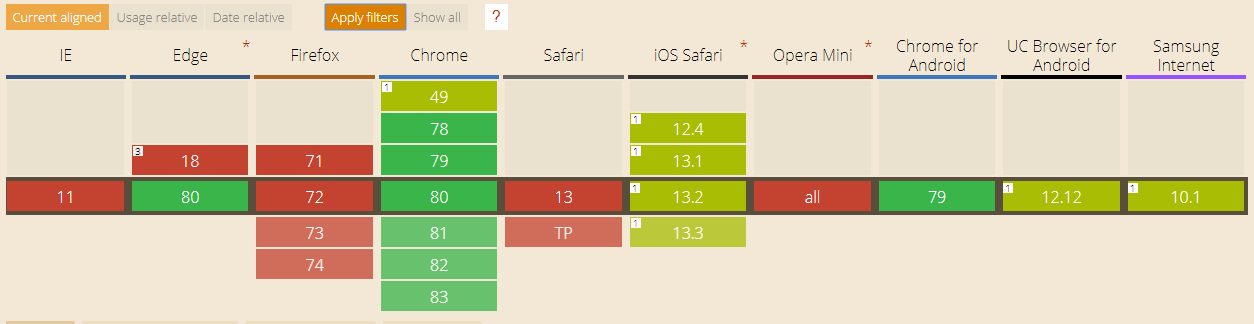 Current aligned Usage relative Date relative Apply filters Show all ?
IE Edge * Firefox Chrome Safari iOS Safari * Opera Mini * Chrome for Android UC Browser for Android Samsung Internet
1 49
78 1 12.4
3 18 71 79 1 13.1
11 80 72 80 13 1 13.2 all 79 1 12.12 1 10.1
73 81 TP 1 13.3
74 82
83